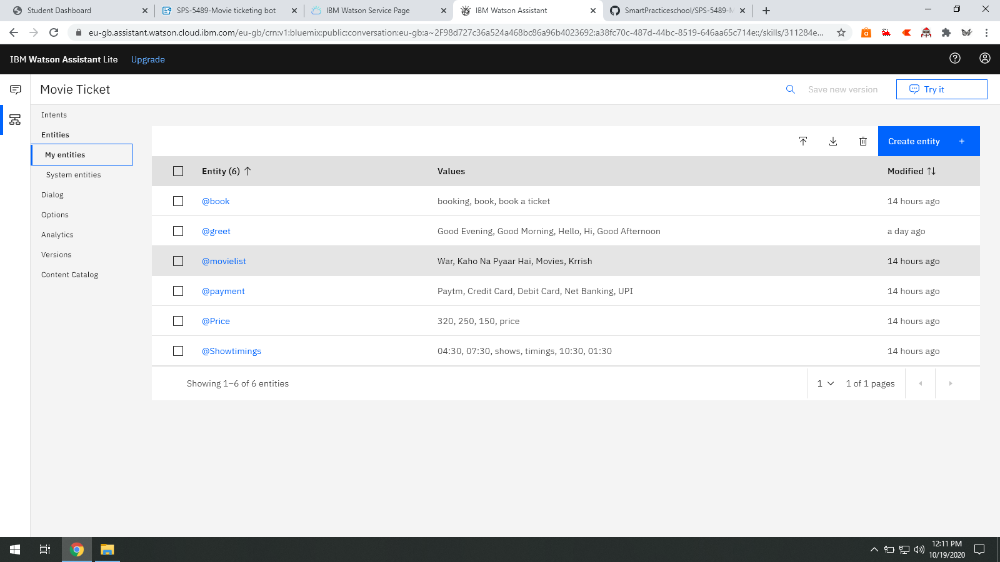 Student Dashboard
SPS-5489-Movie ticketing bot
IBM Watson Service Page
IBM Watson Assistant
SmartPracticeschool/SPS-5489-M
eu-gb.assistant.watson.cloud.ibm.com/eu-gb/crn:v1:bluemix:public:conversation:eu-gb:a~2F98d727c36a524a468bc86a96b4023692:a38fc70c-487d-44bc-8519-646aa65c714e::/skills/311284e...
IBM Watson Assistant Lite Upgrade
Movie Ticket
Save new version
Try it
Intents
Entities
My entities
System entities
Dialog
Options
Analytics
Versions
Content Catalog
Create entity +
Entity (6) Values Modified
@book booking, book, book a ticket 14 hours ago
@greet Good Evening, Good Morning, Hello, Hi, Good Afternoon a day ago
@movielist War, Kaho Na Pyaar Hai, Movies, Krrish 14 hours ago
@payment Paytm, Credit Card, Debit Card, Net Banking, UPI 14 hours ago
@Price 320, 250, 150, price 14 hours ago
@Showtimings 04:30, 07:30, shows, timings, 10:30, 01:30 14 hours ago
Showing 1–6 of 6 entities 1 1 of 1 pages
12:11 PM
10/19/2020